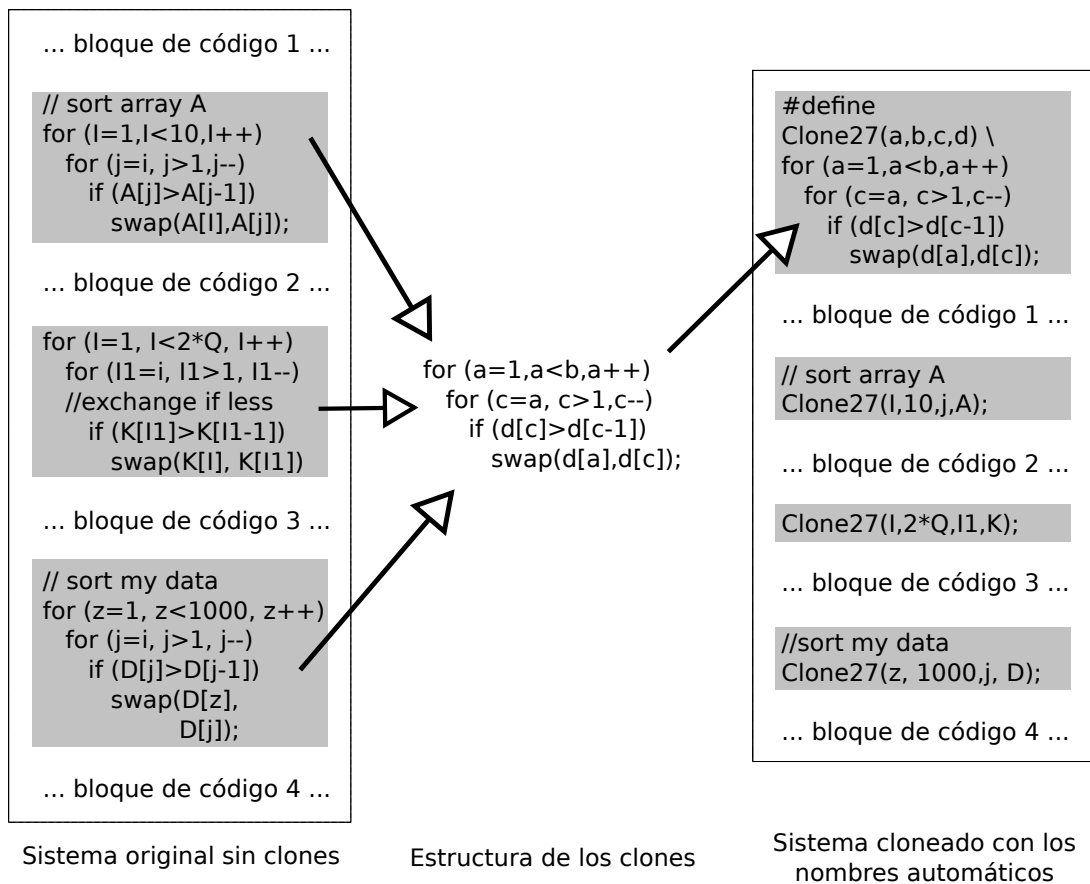 ... bloque de código 1 ...
// sort array A
for (I=1,I<10,I++)
for (j=i, j>1,j--)
if (A[j]>A[j-1])
swap(A[I],A[j]);
... bloque de código 2 ...
for (I=1, I<2*Q, I++)
for (I1=i, I1>1, I1--)
//exchange if less
if (K[I1]>K[I1-1])
swap(K[I], K[I1])
... bloque de código 3 ...
// sort my data
for (z=1, z<1000, z++)
for (j=i, j>1, j--)
if (D[j]>D[j-1])
swap(D[z],
D[j]);
... bloque de código 4 ...
Sistema original sin clones
for (a=1,a<b,a++)
for (c=a, c>1,c--)
if (d[c]>d[c-1])
swap(d[a],d[c]);
Estructura de los clones
#define
Clone27(a,b,c,d) \
for (a=1,a<b,a++)
for (c=a, c>1,c--)
if (d[c]>d[c-1])
swap(d[a],d[c]);
... bloque de código 1 ...
// sort array A
Clone27(I,10,j,A);
... bloque de código 2 ...
Clone27(I,2*Q,I1,K);
... bloque de código 3 ...
//sort my data
Clone27(z, 1000,j, D);
... bloque de código 4 ...
Sistema cloneado con los
nombres automáticos